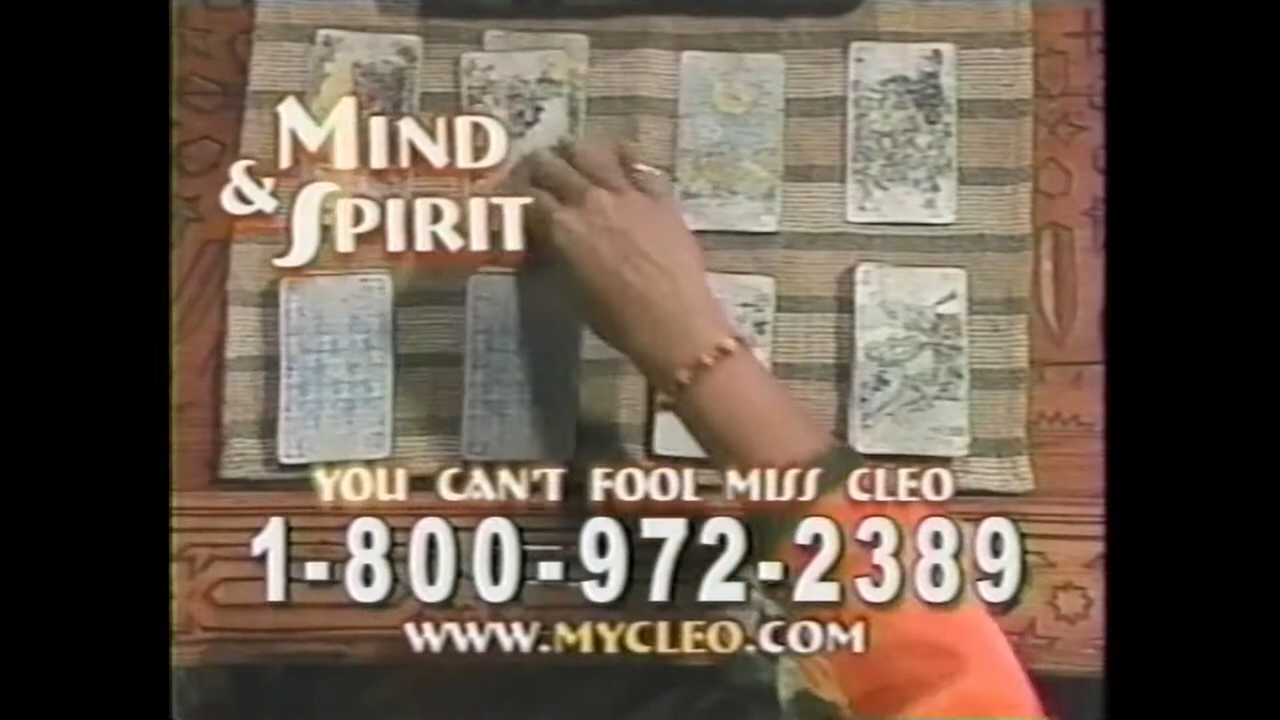 MIND
& SPIRIT
YOU CAN'T FOOL MISS CLEO
1-800-972-2389
WWW.MYCLEO.COM